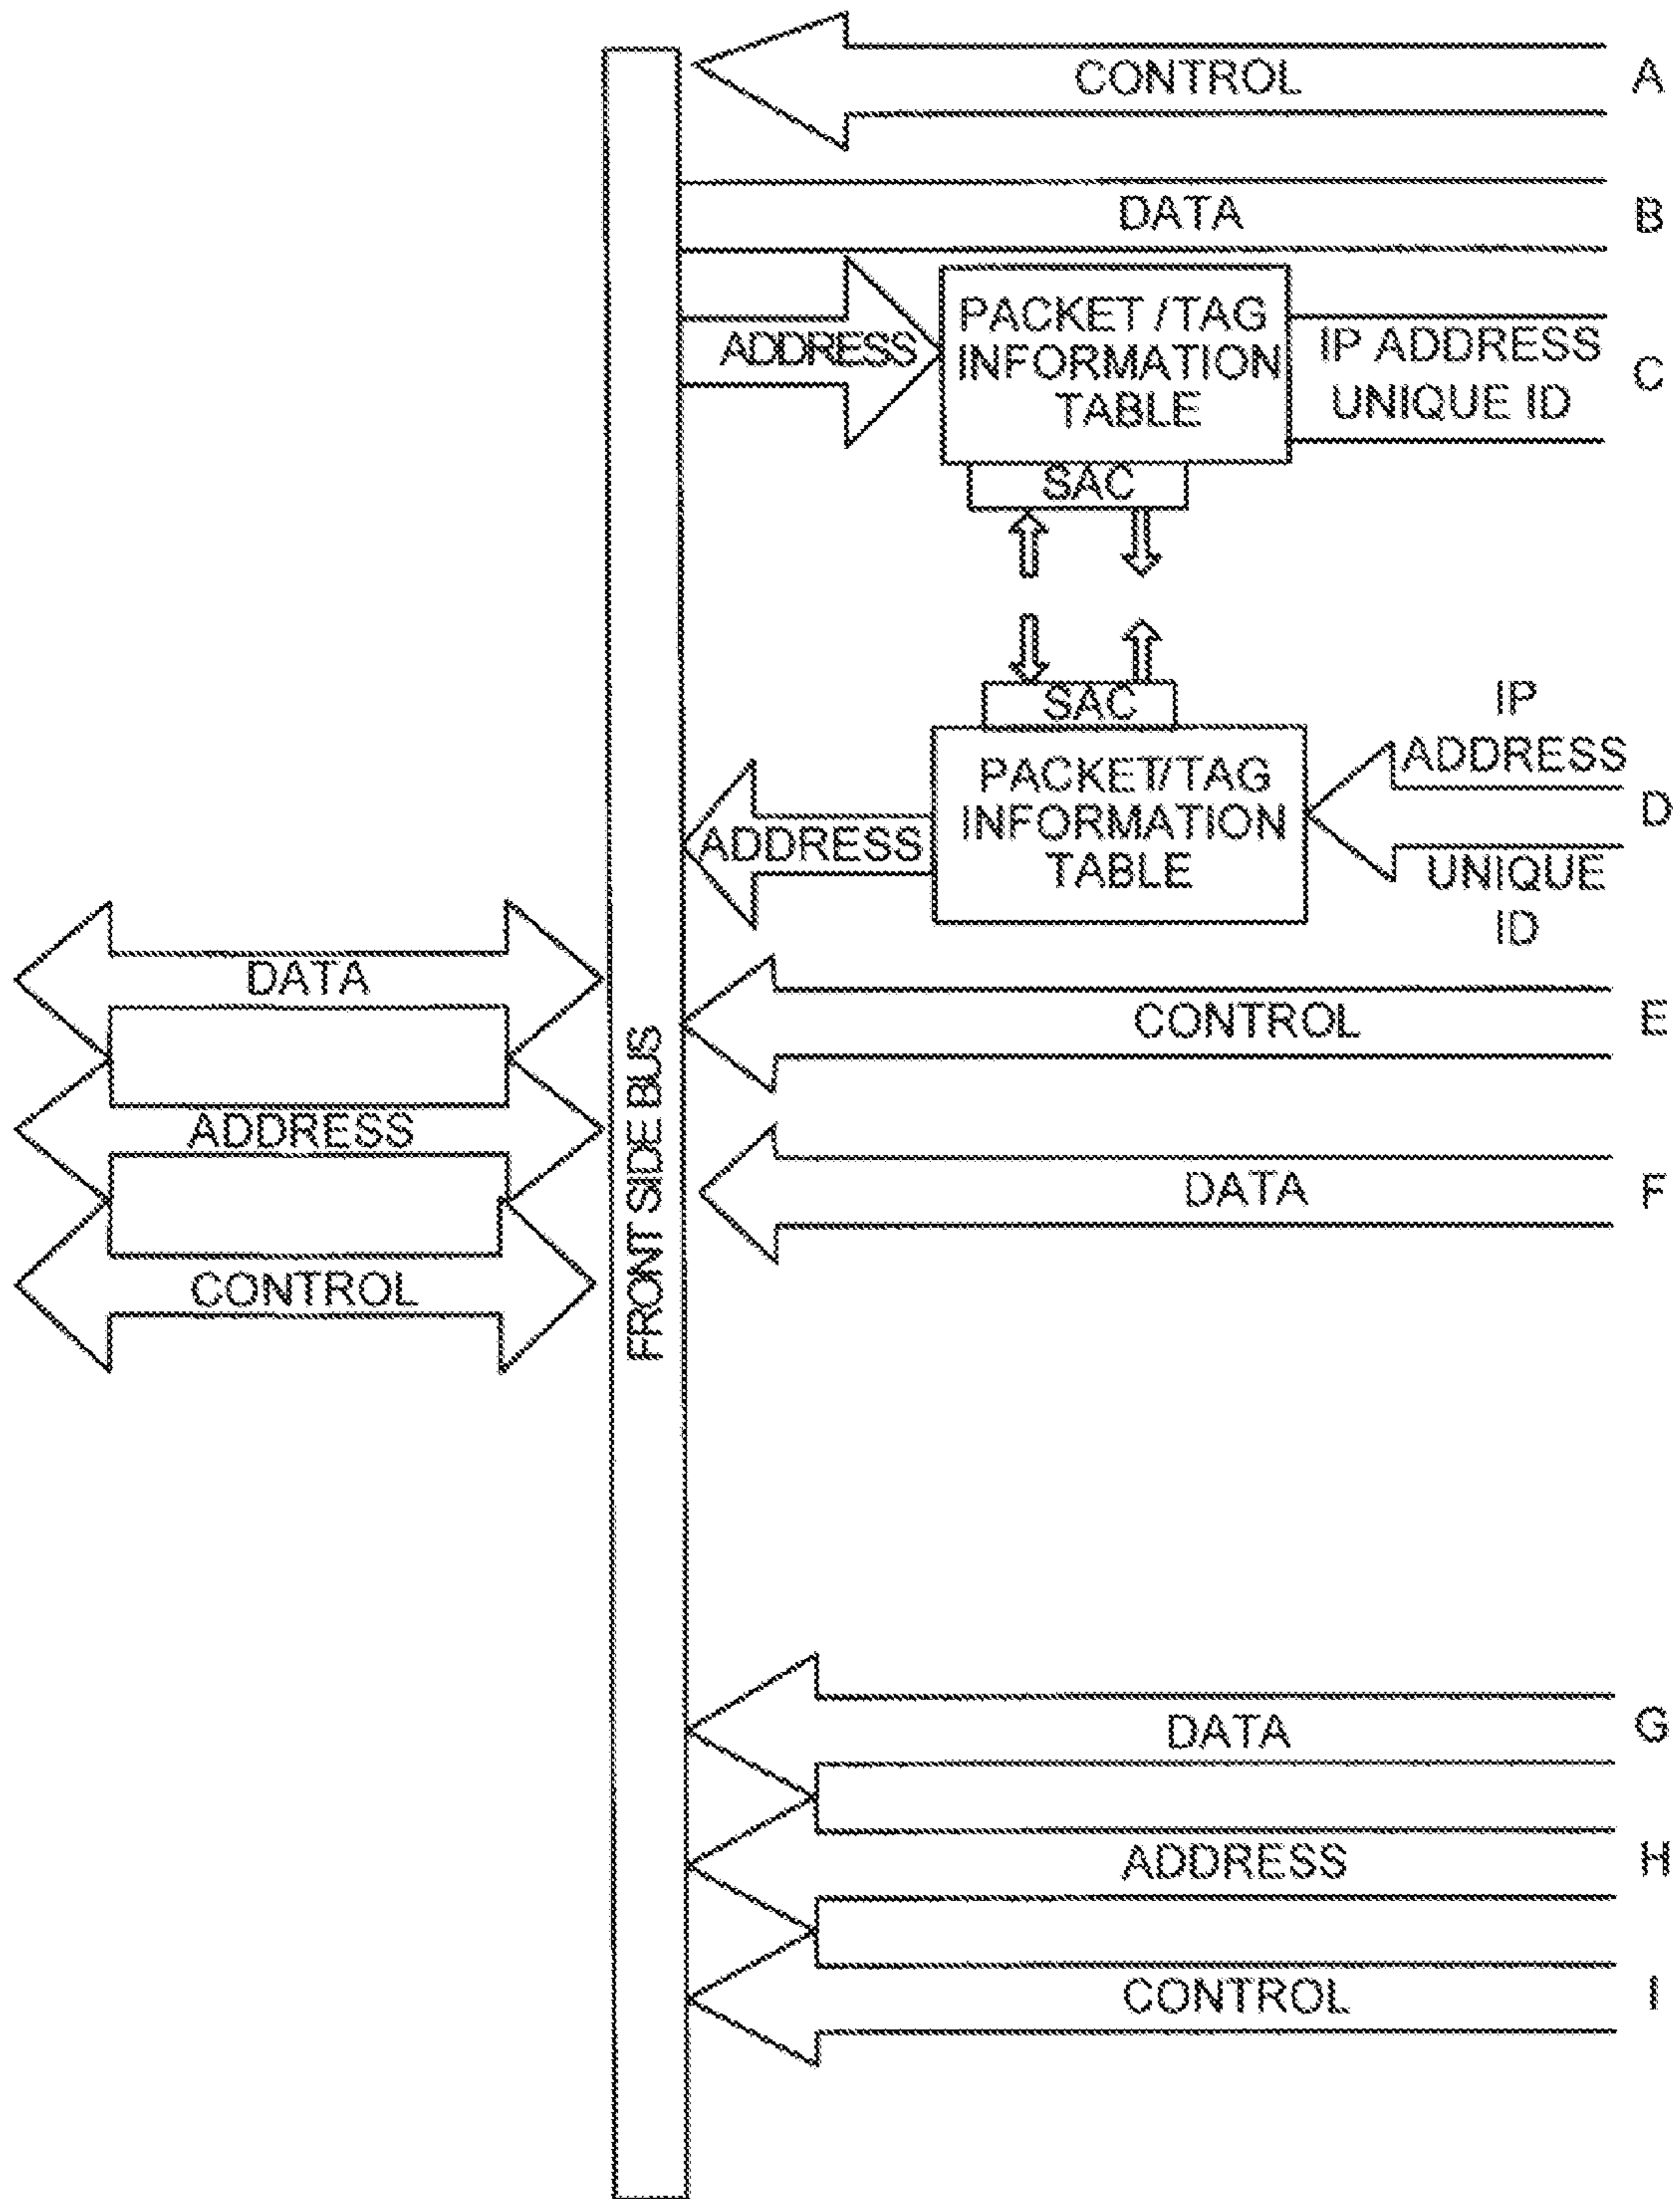 CONTROL A
DATA B
ADDRESS
PACKET /TAG
INFORMATION
TABLE
IP ADDRESS
UNIQUE ID
C
SAC
SAC
PACKET/TAG
INFORMATION
TABLE
IP
ADDRESS
UNIQUE
ID
D
ADDRESS
DATA
ADDRESS
CONTROL
FRONT SIDE BUS
CONTROL E
DATA F
DATA G
ADDRESS H
CONTROL I